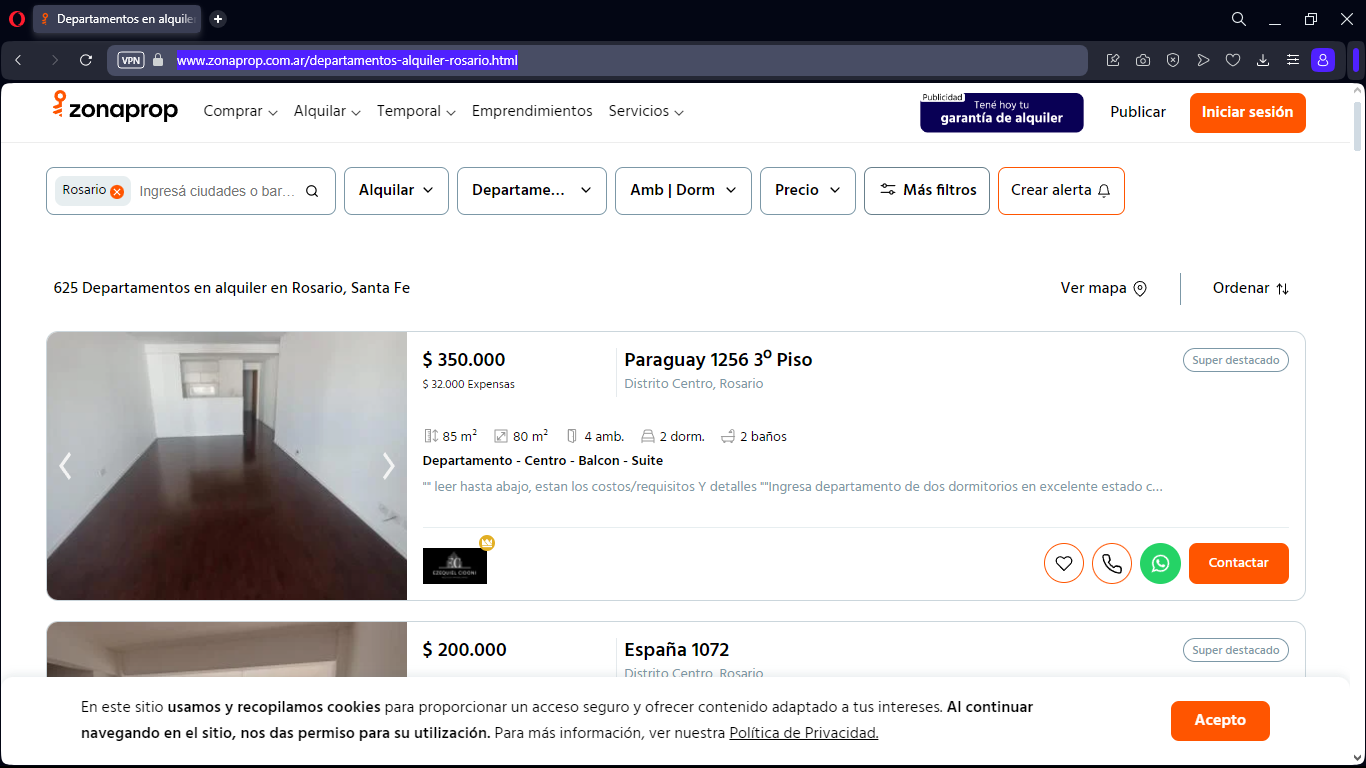 Departamentos en alquile
VPN
www.zonaprop.com.ar/departamentos-alquiler-rosario.html
zonaprop
Comprar
Alquilar
Temporal
Emprendimientos
Servicios
Publicidad
Tené hoy tu
garantía de alquiler
Publicar
Iniciar sesión
Rosario
Ingresá ciudades o bar...
Alquilar
Departame...
Amb | Dorm
Precio
Más filtros
Crear alerta
625 Departamentos en alquiler en Rosario, Santa Fe
Ver mapa
Ordenar
$ 350.000
$ 32.000 Expensas
Paraguay 1256 3º Piso
Distrito Centro, Rosario
Super destacado
85 m² 80 m² 4 amb. 2 dorm. 2 baños
Departamento - Centro - Balcon - Suite
"" leer hasta abajo, estan los costos/requisitos Y detalles ""Ingresa departamento de dos dormitorios en excelente estado c...
EZEQUIEL CIOGNI
Contactar
$ 200.000
España 1072
Distrito Centro, Rosario
Super destacado
En este sitio usamos y recopilamos cookies para proporcionar un acceso seguro y ofrecer contenido adaptado a tus intereses. Al continuar
navegando en el sitio, nos das permiso para su utilización. Para más información, ver nuestra Política de Privacidad.
Acepto